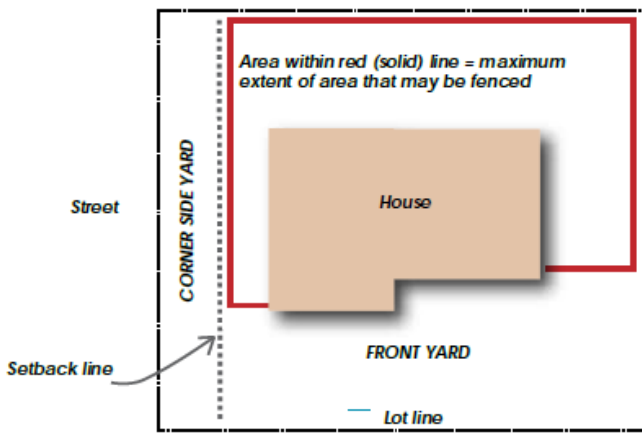 Area within red (solid) line = maximum
extent of area that may be fenced
CORNER SIDE YARD
House
Street
FRONT YARD
Setback line
Lot line